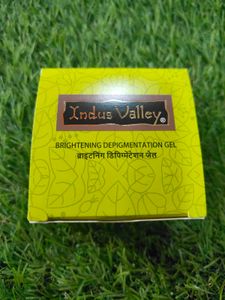 Indus Valley®
BRIGHTENING DEPIGMENTATION GEL
ब्राइटनिंग डिपिग्मेंटेशन जेल